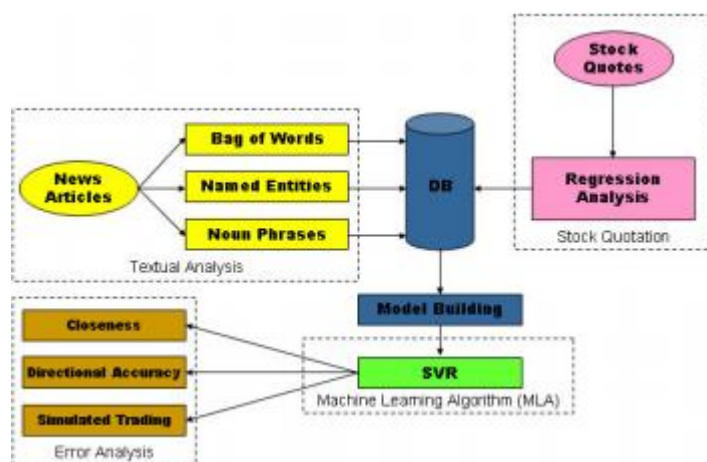 Stock
Quotes
Bag of Words
News
Articles
Named Entities
DB
Regression
Analysis
Noun Phrases
Textual Analysis
Stock Quotation
Model Building
Closeness
Directional Accuracy
SVR
Machine Learning Algorithm (MLA)
Simulated Trading
Error Analysis